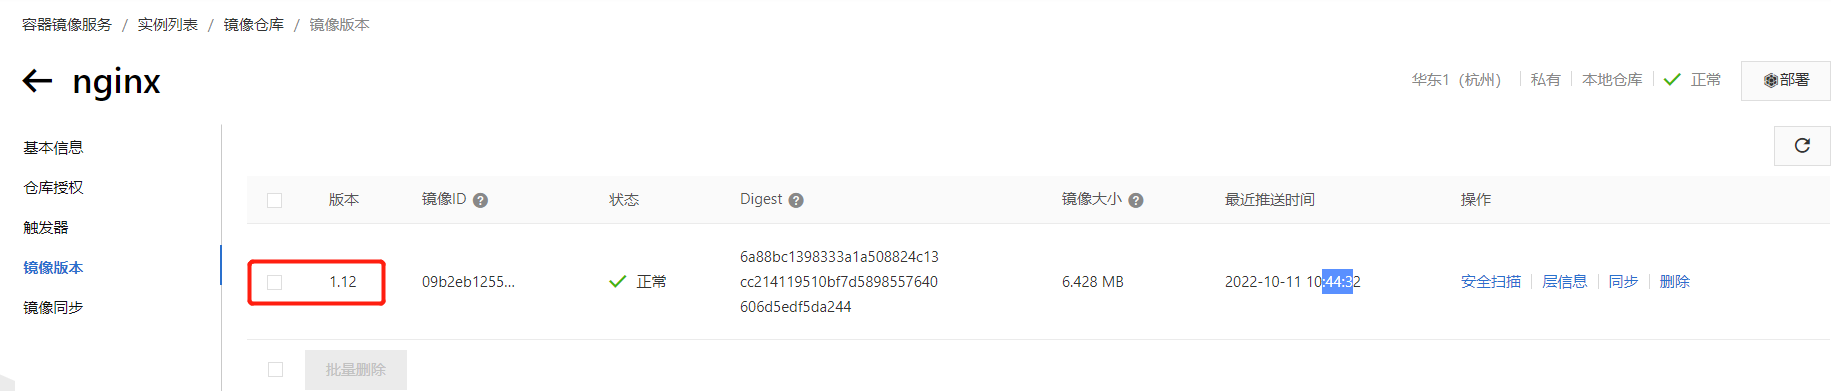 容器镜像服务 / 实例列表 / 镜像仓库 / 镜像版本
nginx
华东1（杭州） 私有 本地仓库 正常 部署
基本信息
仓库授权
触发器
镜像版本
镜像同步
版本 镜像ID 状态 Digest 镜像大小 最近推送时间 操作
1.12 09b2eb1255... 正常 6a88bc1398333a1a508824c13
cc214119510bf7d5898557640
606d5edf5da244 6.428 MB 2022-10-11 10:44:32 安全扫描 层信息 同步 删除
批量删除